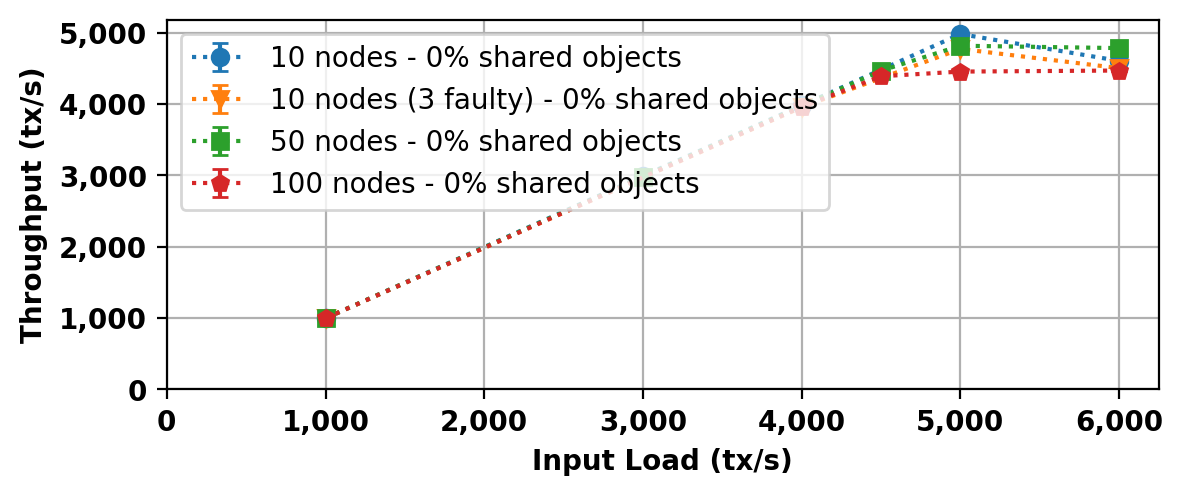 Throughput (tx/s)
5,000
4,000
3,000
2,000
1,000
0
10 nodes - 0% shared objects
10 nodes (3 faulty) - 0% shared objects
50 nodes - 0% shared objects
100 nodes - 0% shared objects
0 1,000 2,000 3,000 4,000 5,000 6,000
Input Load (tx/s)